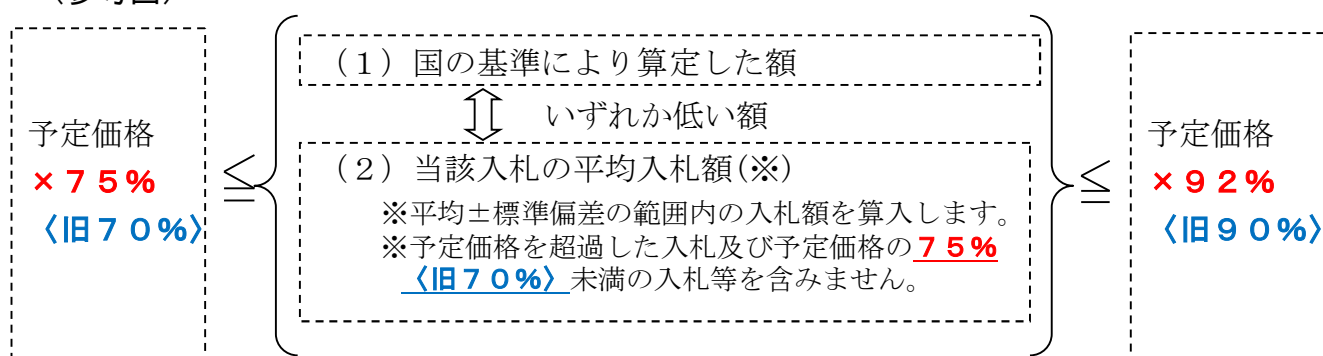 （参考図）
予定価格
×７５％
〈旧７０％〉
≦
（１）国の基準により算定した額
いずれか低い額
（２）当該入札の平均入札額(※)
※平均±標準偏差の範囲内の入札額を算入します。
※予定価格を超過した入札及び予定価格の７５％
〈旧７０％〉未満の入札等を含みません。
≦
予定価格
×９２％
〈旧９０％〉